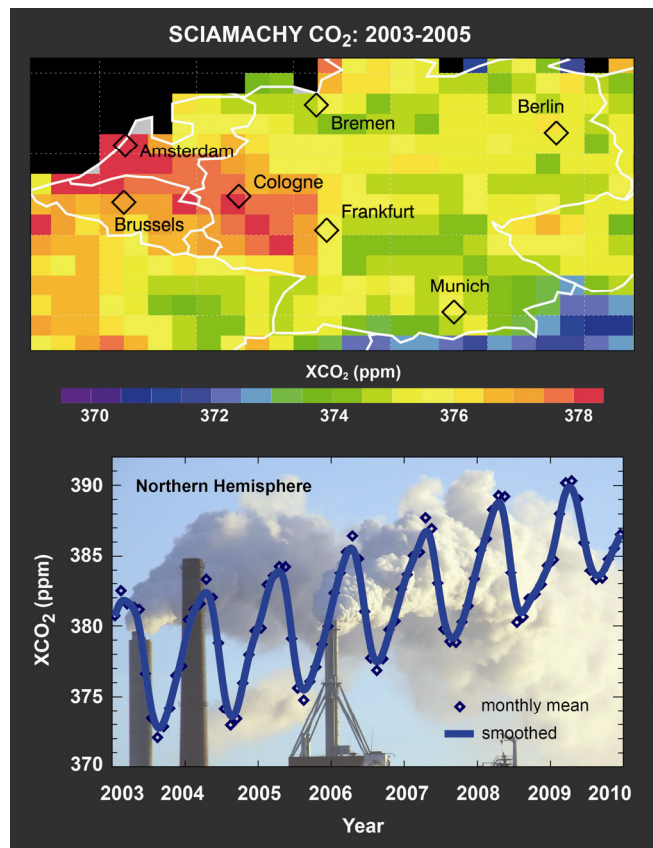 SCIAMACHY CO₂: 2003-2005
Berlin
Bremen
Amsterdam
Cologne
Brussels
Frankfurt
Munich
XCO₂ (ppm)
370 372 374 376 378
Northern Hemisphere
390
385
380
375
370
XCO₂ (ppm)
monthly mean
smoothed
2003 2004 2005 2006 2007 2008 2009 2010
Year